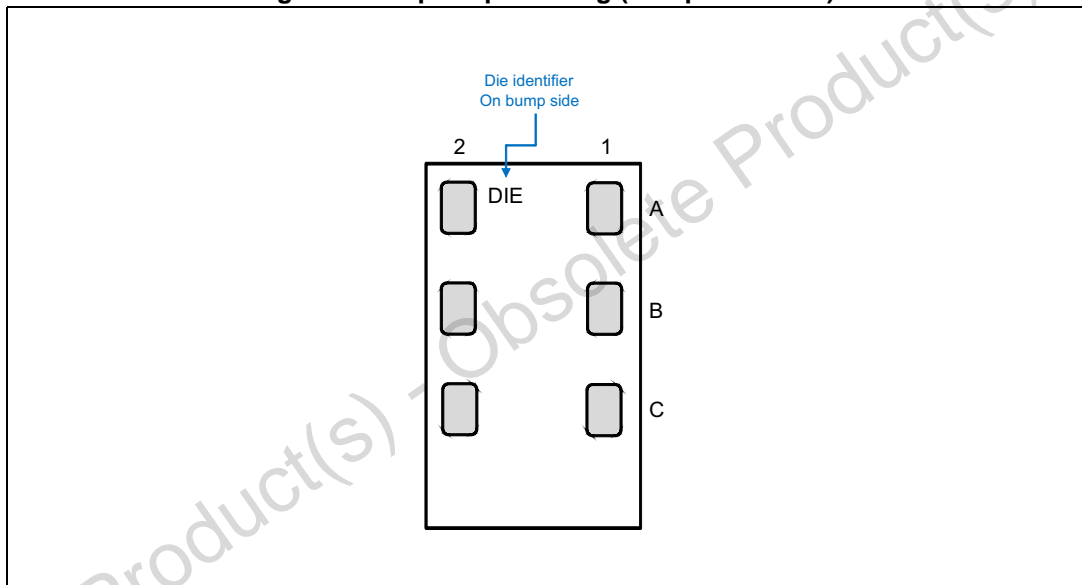 Die identifier
On bump side
2 1
DIE
A
B
C
Product(s) - Obsolete Product(s)